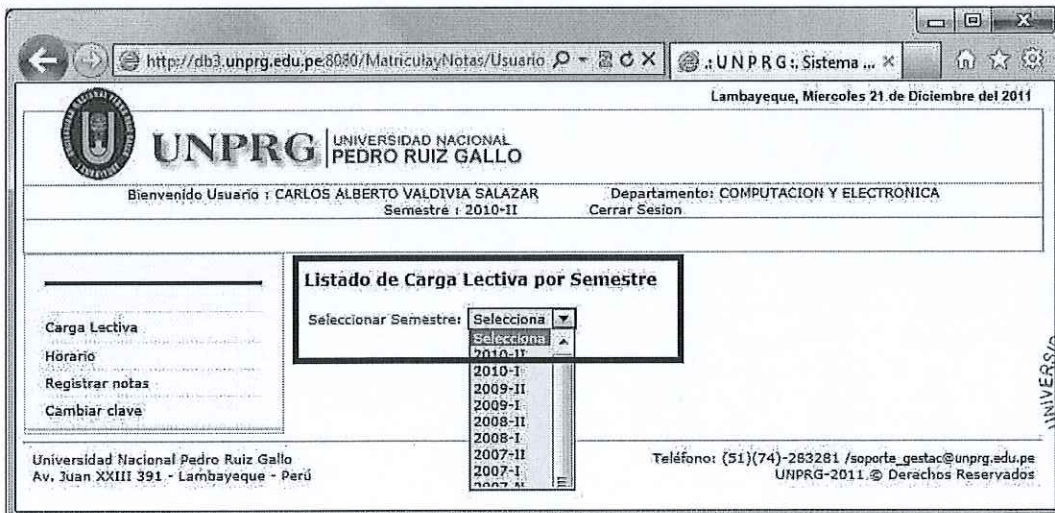 http://db3.unprg.edu.pe:8080/MatriculayNotas/Usuario
.: U N P R G :. Sistema ...
Lambayeque, Miercoles 21 de Diciembre del 2011
UNPRG UNIVERSIDAD NACIONAL
PEDRO RUIZ GALLO
Bienvenido Usuario : CARLOS ALBERTO VALDIVIA SALAZAR Departamento: COMPUTACION Y ELECTRONICA
Semestre : 2010-II Cerrar Sesion
Listado de Carga Lectiva por Semestre
Seleccionar Semestre: Selecciona
Selecciona
2010-II
2010-I
2009-II
2009-I
2008-II
2008-I
2007-II
2007-I
Carga Lectiva
Horario
Registrar notas
Cambiar clave
Universidad Nacional Pedro Ruiz Gallo
Av. Juan XXIII 391 - Lambayeque - Perú
Teléfono: (51)(74)-283281 /soporte_gestac@unprg.edu.pe
UNPRG-2011 © Derechos Reservados